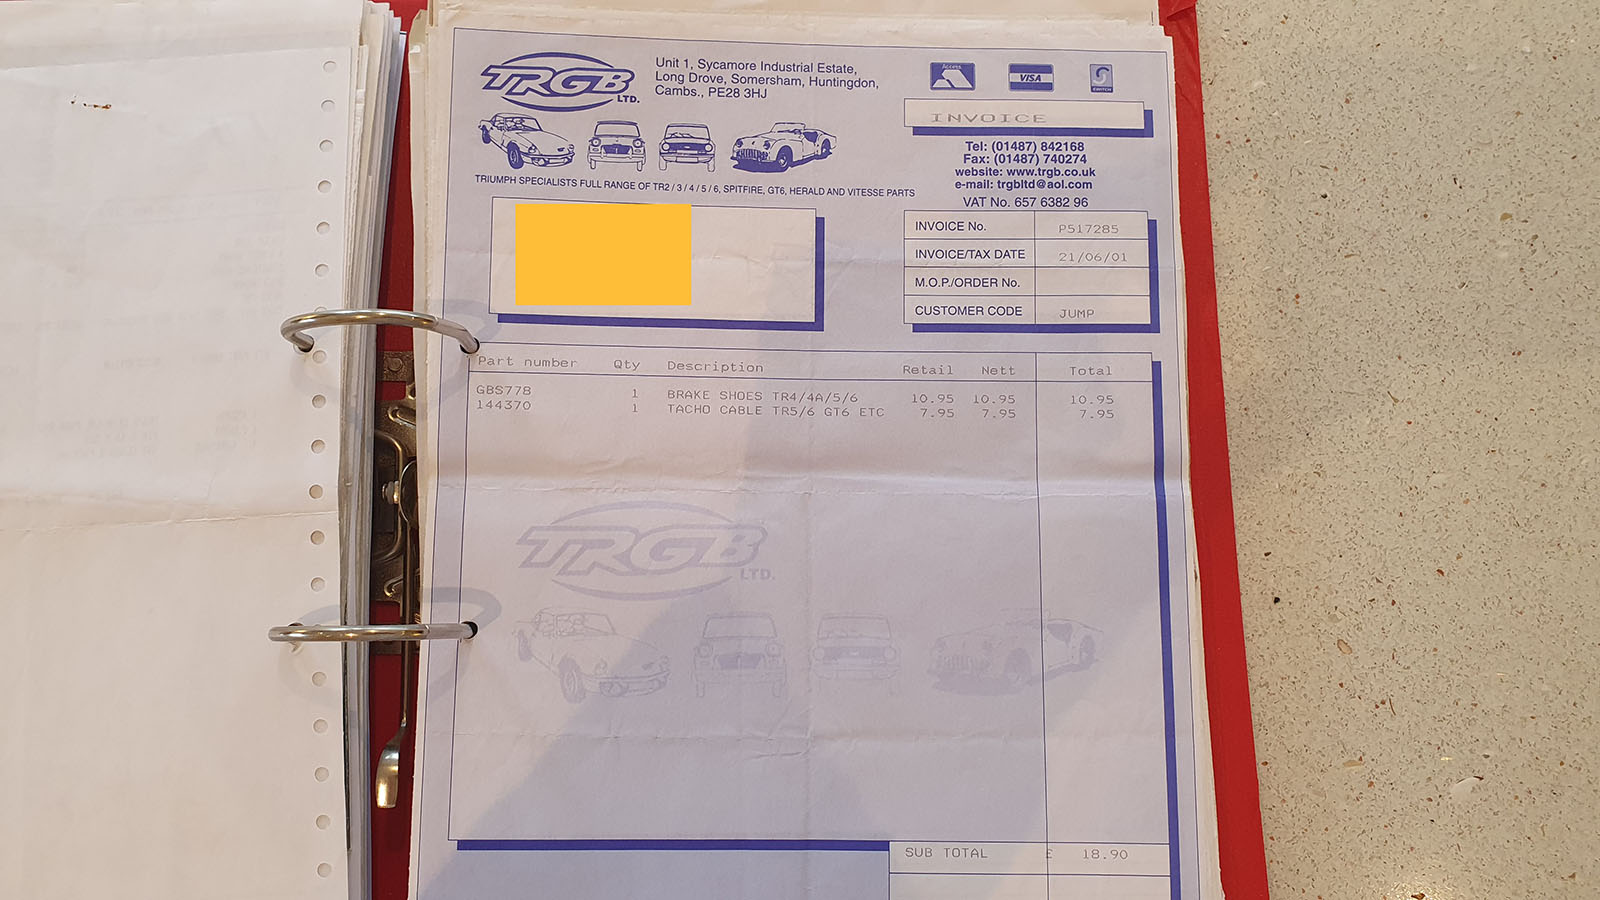 TRGB LTD.
Unit 1, Sycamore Industrial Estate,
Long Drove, Somersham, Huntingdon,
Cambs., PE28 3HJ
Access
VISA
SWITCH
INVOICE
Tel: (01487) 842168
Fax: (01487) 740274
website: www.trgb.co.uk
e-mail: trgbltd@aol.com
VAT No. 657 6382 96
TRIUMPH SPECIALISTS FULL RANGE OF TR2 / 3 / 4 / 5 / 6, SPITFIRE, GT6, HERALD AND VITESSE PARTS
INVOICE No. P517285
INVOICE/TAX DATE 21/06/01
M.O.P./ORDER No.
CUSTOMER CODE JUMP
Part number Qty Description Retail Nett Total
GBS778 1 BRAKE SHOES TR4/4A/5/6 10.95 10.95 10.95
144370 1 TACHO CABLE TR5/6 GT6 ETC 7.95 7.95 7.95
TRGB LTD.
SUB TOTAL £ 18.90